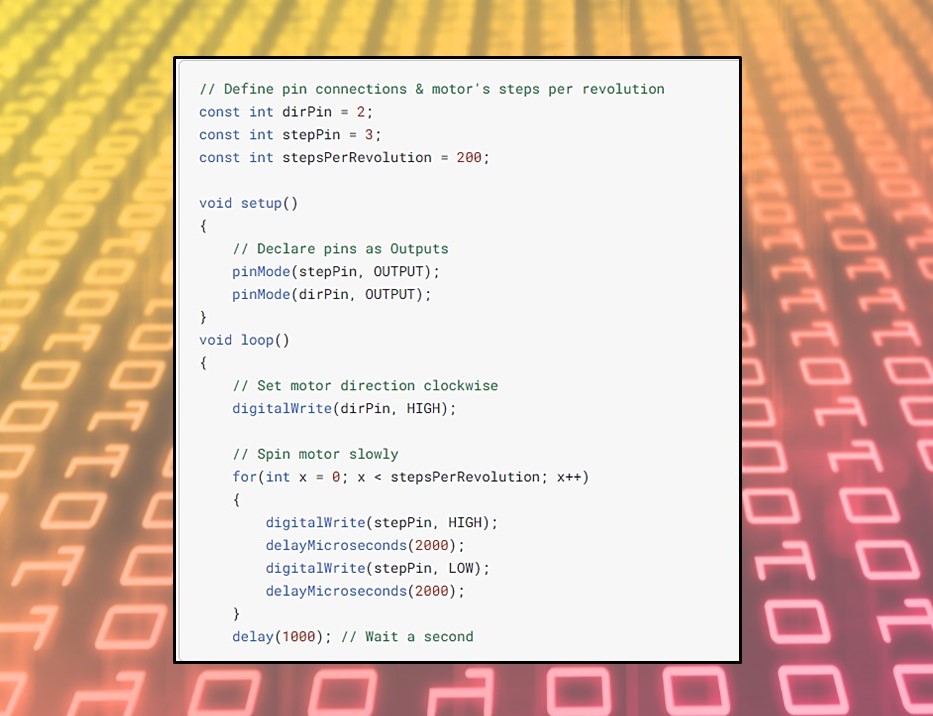 // Define pin connections & motor's steps per revolution
const int dirPin = 2;
const int stepPin = 3;
const int stepsPerRevolution = 200;
void setup()
{
    // Declare pins as Outputs
    pinMode(stepPin, OUTPUT);
    pinMode(dirPin, OUTPUT);
}
void loop()
{
    // Set motor direction clockwise
    digitalWrite(dirPin, HIGH);
    // Spin motor slowly
    for(int x = 0; x < stepsPerRevolution; x++)
    {
        digitalWrite(stepPin, HIGH);
        delayMicroseconds(2000);
        digitalWrite(stepPin, LOW);
        delayMicroseconds(2000);
    }
    delay(1000); // Wait a second